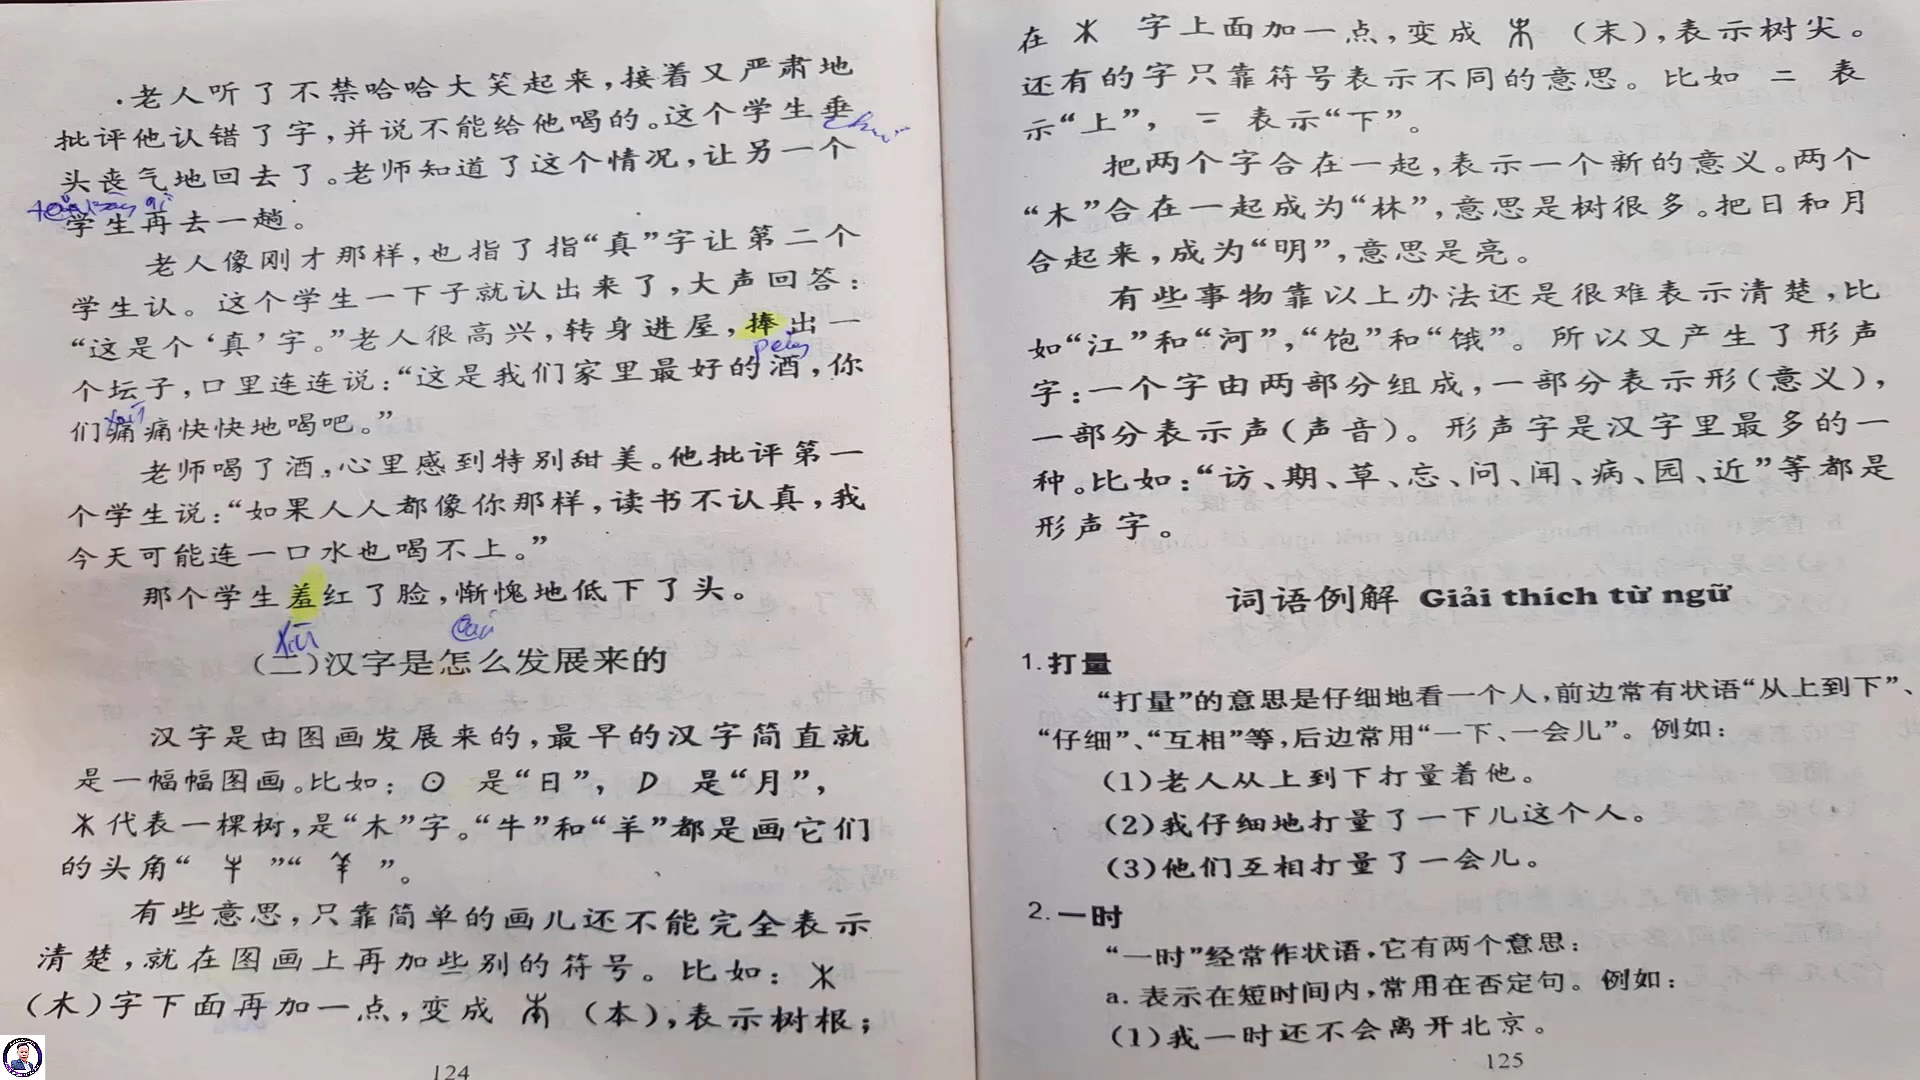 老人听了不禁哈哈大笑起来，接着又严肃地
批评他认错了字，并说不能给他喝的。这个学生垂
头丧气地回去了。老师知道了这个情况，让另一个
学生再去一趟。
老人像刚才那样，也指了指“真”字让第二个
学生认。这个学生一下子就认出来了，大声回答：
“这是个‘真’字。”老人很高兴，转身进屋，捧出一
peng
个坛子，口里连连说：“这是我们家里最好的酒，你
们痛痛快快地喝吧。”
老师喝了酒，心里感到特别甜美。他批评第一
个学生说：“如果人人都像你那样，读书不认真，我
今天可能连一口水也喝不上。”
那个学生羞红了脸，惭愧地低下了头。
(二)汉字是怎么发展来的
汉字是由图画发展来的，最早的汉字简直就
是一幅幅图画。比如：⊙ 是“日”，D 是“月”，
代表一棵树，是“木”字。“牛”和“羊”都是画它们
的头角“ ”“ ”。
有些意思，只靠简单的画儿还不能完全表示
清楚，就在图画上再加些别的符号。比如：
（木）字下面再加一点，变成 （本），表示树根；
124
在 字上面加一点，变成 （末），表示树尖。
还有的字只靠符号表示不同的意思。比如 二 表
示“上”， 二 表示“下”。
把两个字合在一起，表示一个新的意义。两个
“木”合在一起成为“林”，意思是树很多。把日和月
合起来，成为“明”，意思是亮。
有些事物靠以上办法还是很难表示清楚，比
如“江”和“河”，“饱”和“饿”。所以又产生了形声
字：一个字由两部分组成，一部分表示形（意义），
一部分表示声（声音）。形声字是汉字里最多的一
种。比如：“访、期、草、忘、问、闻、病、园、近”等都是
形声字。
词语例解 Giải thích từ ngữ
1. 打量
“打量”的意思是仔细地看一个人，前边常有状语“从上到下”、
“仔细”、“互相”等，后边常用“一下、一会儿”。例如：
(1)老人从上到下打量着他。
(2)我仔细地打量了一下儿这个人。
(3)他们互相打量了一会儿。
2. 一时
“一时”经常作状语，它有两个意思：
a. 表示在短时间内，常用在否定句。例如：
(1)我一时还不会离开北京。
125